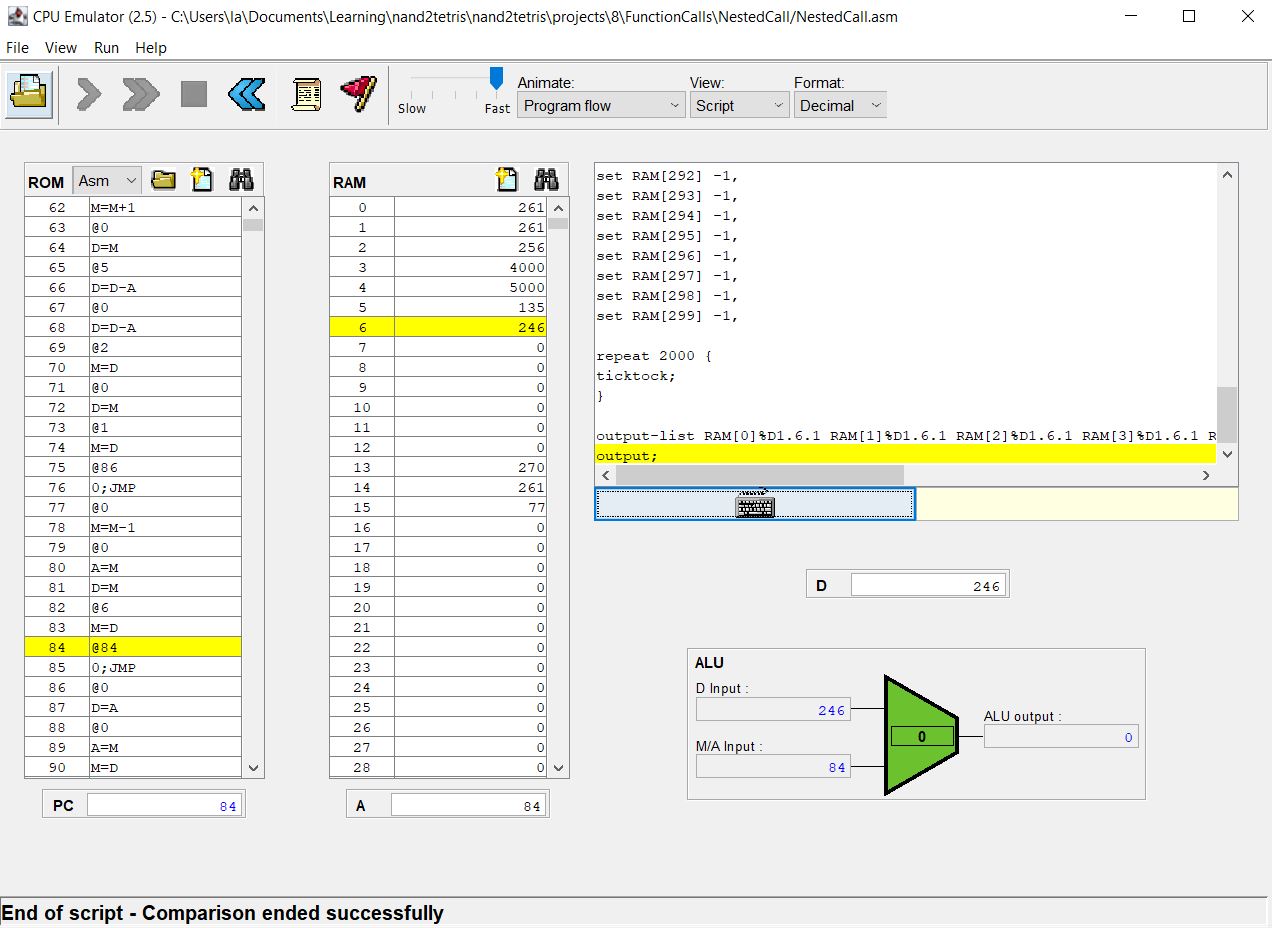 CPU Emulator (2.5) - C:\Users\la\Documents\Learning\nand2tetris\nand2tetris\projects\8\FunctionCalls\NestedCall/NestedCall.asm
File View Run Help
Slow Fast
Animate: View: Format:
Program flow Script Decimal
ROM Asm
62 M=M+1
63 @0
64 D=M
65 @5
66 D=D-A
67 @0
68 D=D-A
69 @2
70 M=D
71 @0
72 D=M
73 @1
74 M=D
75 @86
76 0;JMP
77 @0
78 M=M-1
79 @0
80 A=M
81 D=M
82 @6
83 M=D
84 @84
85 0;JMP
86 @0
87 D=A
88 @0
89 A=M
90 M=D
PC 84
RAM
0 261
1 261
2 256
3 4000
4 5000
5 135
6 246
7 0
8 0
9 0
10 0
11 0
12 0
13 270
14 261
15 77
16 0
17 0
18 0
19 0
20 0
21 0
22 0
23 0
24 0
25 0
26 0
27 0
28 0
A 84
set RAM[292] -1,
set RAM[293] -1,
set RAM[294] -1,
set RAM[295] -1,
set RAM[296] -1,
set RAM[297] -1,
set RAM[298] -1,
set RAM[299] -1,
repeat 2000 {
ticktock;
}
output-list RAM[0]%D1.6.1 RAM[1]%D1.6.1 RAM[2]%D1.6.1 RAM[3]%D1.6.1 R
output;
D 246
ALU
D Input :
246
M/A Input :
84
0
ALU output :
0
End of script - Comparison ended successfully